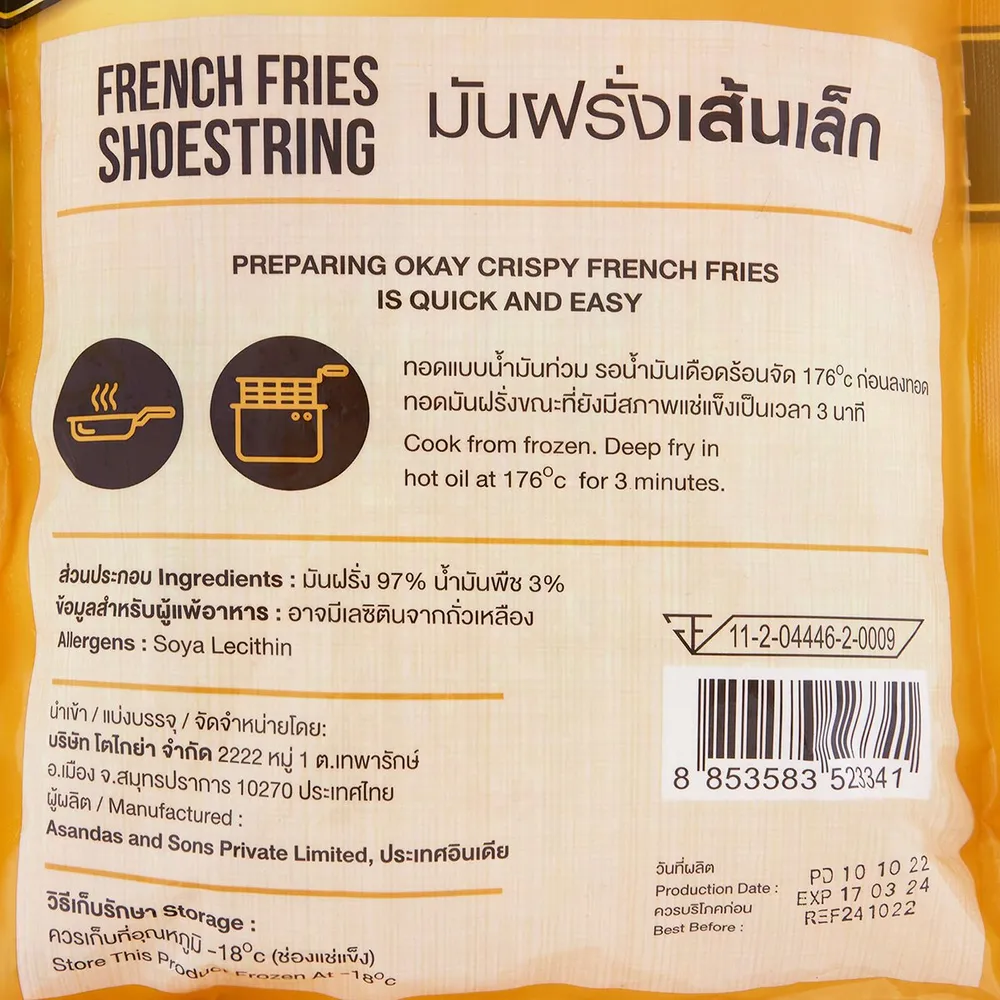 FRENCH FRIES
SHOESTRING
มันฝรั่งเส้นเล็ก
PREPARING OKAY CRISPY FRENCH FRIES
IS QUICK AND EASY
ทอดแบบน้ำมันท่วม รอน้ำมันเดือดร้อนจัด 176°c ก่อนลงทอด
ทอดมันฝรั่งขณะที่ยังมีสภาพแช่แข็งเป็นเวลา 3 นาที
Cook from frozen. Deep fry in
hot oil at 176°c for 3 minutes.
ส่วนประกอบ Ingredients : มันฝรั่ง 97% น้ำมันพืช 3%
ข้อมูลสำหรับผู้แพ้อาหาร : อาจมีเลซิตินจากถั่วเหลือง
Allergens : Soya Lecithin
11-2-04446-2-0009
8 853583 523341
นำเข้า / แบ่งบรรจุ / จัดจำหน่ายโดย:
บริษัท โตไกย่า จำกัด 2222 หมู่ 1 ต.เทพารักษ์
อ.เมือง จ.สมุทรปราการ 10270 ประเทศไทย
ผู้ผลิต / Manufactured :
Asandas and Sons Private Limited, ประเทศอินเดีย
วิธีเก็บรักษา Storage :
ควรเก็บที่อุณหภูมิ -18°c (ช่องแช่แข็ง)
Store This Product Frozen At -18°c
วันที่ผลิต
Production Date : PD 10 10 22
ควรบริโภคก่อน EXP 17 03 24
Best Before : REF241022